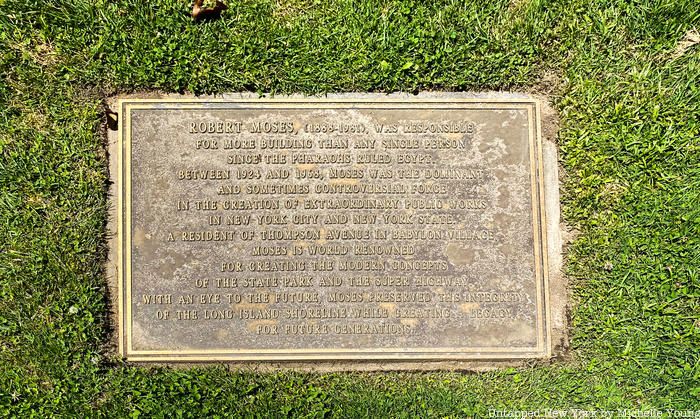 ROBERT MOSES, (1888-1981), WAS RESPONSIBLE
FOR MORE BUILDING THAN ANY SINGLE PERSON
SINCE THE PHARAOHS RULED EGYPT.
BETWEEN 1924 AND 1968, MOSES WAS THE DOMINANT
AND SOMETIMES CONTROVERSIAL FORCE
IN THE CREATION OF EXTRAORDINARY PUBLIC WORKS
IN NEW YORK CITY AND NEW YORK STATE.
A RESIDENT OF THOMPSON AVENUE IN BABYLON VILLAGE,
MOSES IS WORLD RENOWNED
FOR CREATING THE MODERN CONCEPTS
OF THE STATE PARK AND THE SUPER HIGHWAY.
WITH AN EYE TO THE FUTURE, MOSES PRESERVED THE INTEGRITY
OF THE LONG ISLAND SHORELINE WHILE CREATING LEGACY
FOR FUTURE GENERATIONS.
Untapped New York by Michelle Young